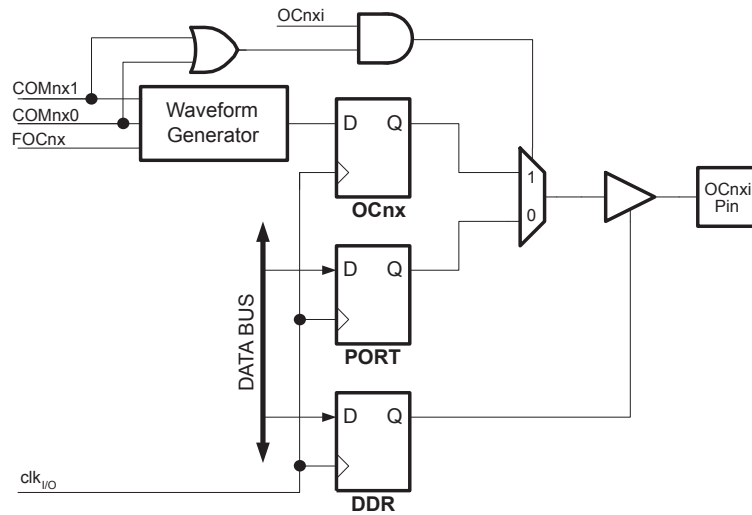 OCnxi
COMnx1
COMnx0
FOCnx
Waveform
Generator
D Q
OCnx
1
0
OCnxi
Pin
D Q
PORT
DATA BUS
D Q
DDR
clkI/O